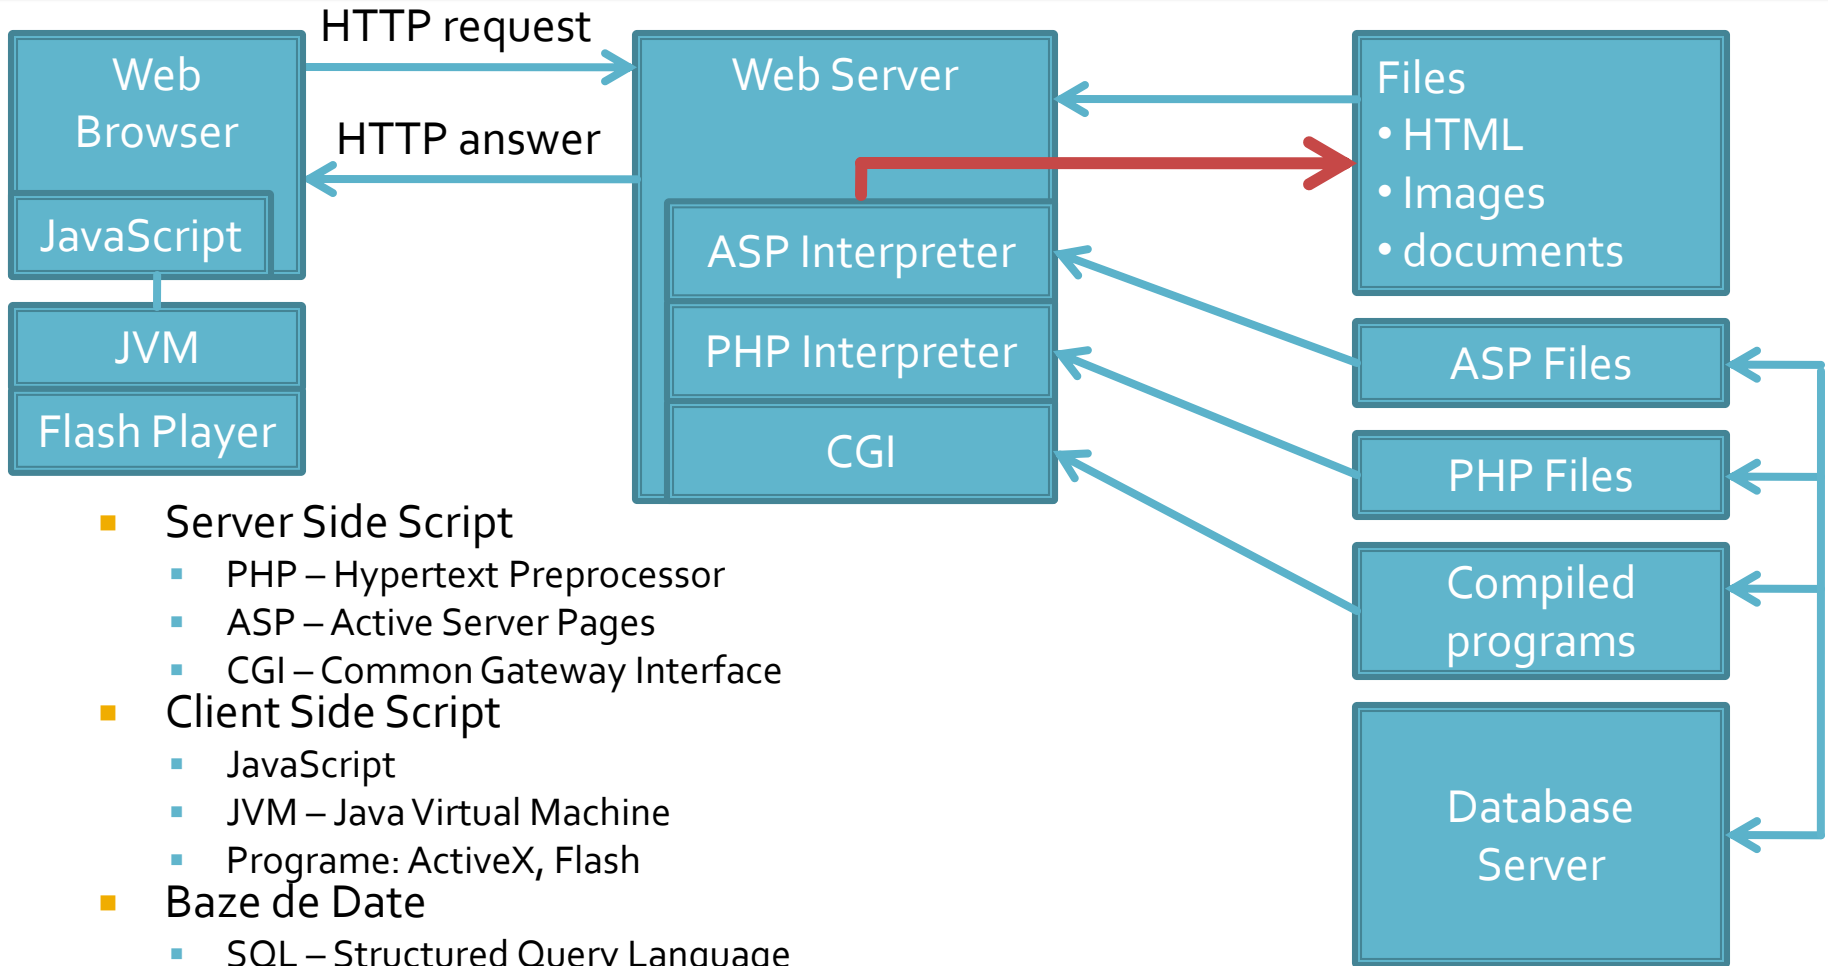 HTTP request
HTTP answer
Web
Browser
JavaScript
JVM
Flash Player
Web Server
ASP Interpreter
PHP Interpreter
CGI
Files
• HTML
• Images
• documents
ASP Files
PHP Files
Compiled
programs
Database
Server
▪ Server Side Script
▪ PHP – Hypertext Preprocessor
▪ ASP – Active Server Pages
▪ CGI – Common Gateway Interface
▪ Client Side Script
▪ JavaScript
▪ JVM – Java Virtual Machine
▪ Programe: ActiveX, Flash
▪ Baze de Date
▪ SQL – Structured Query Language